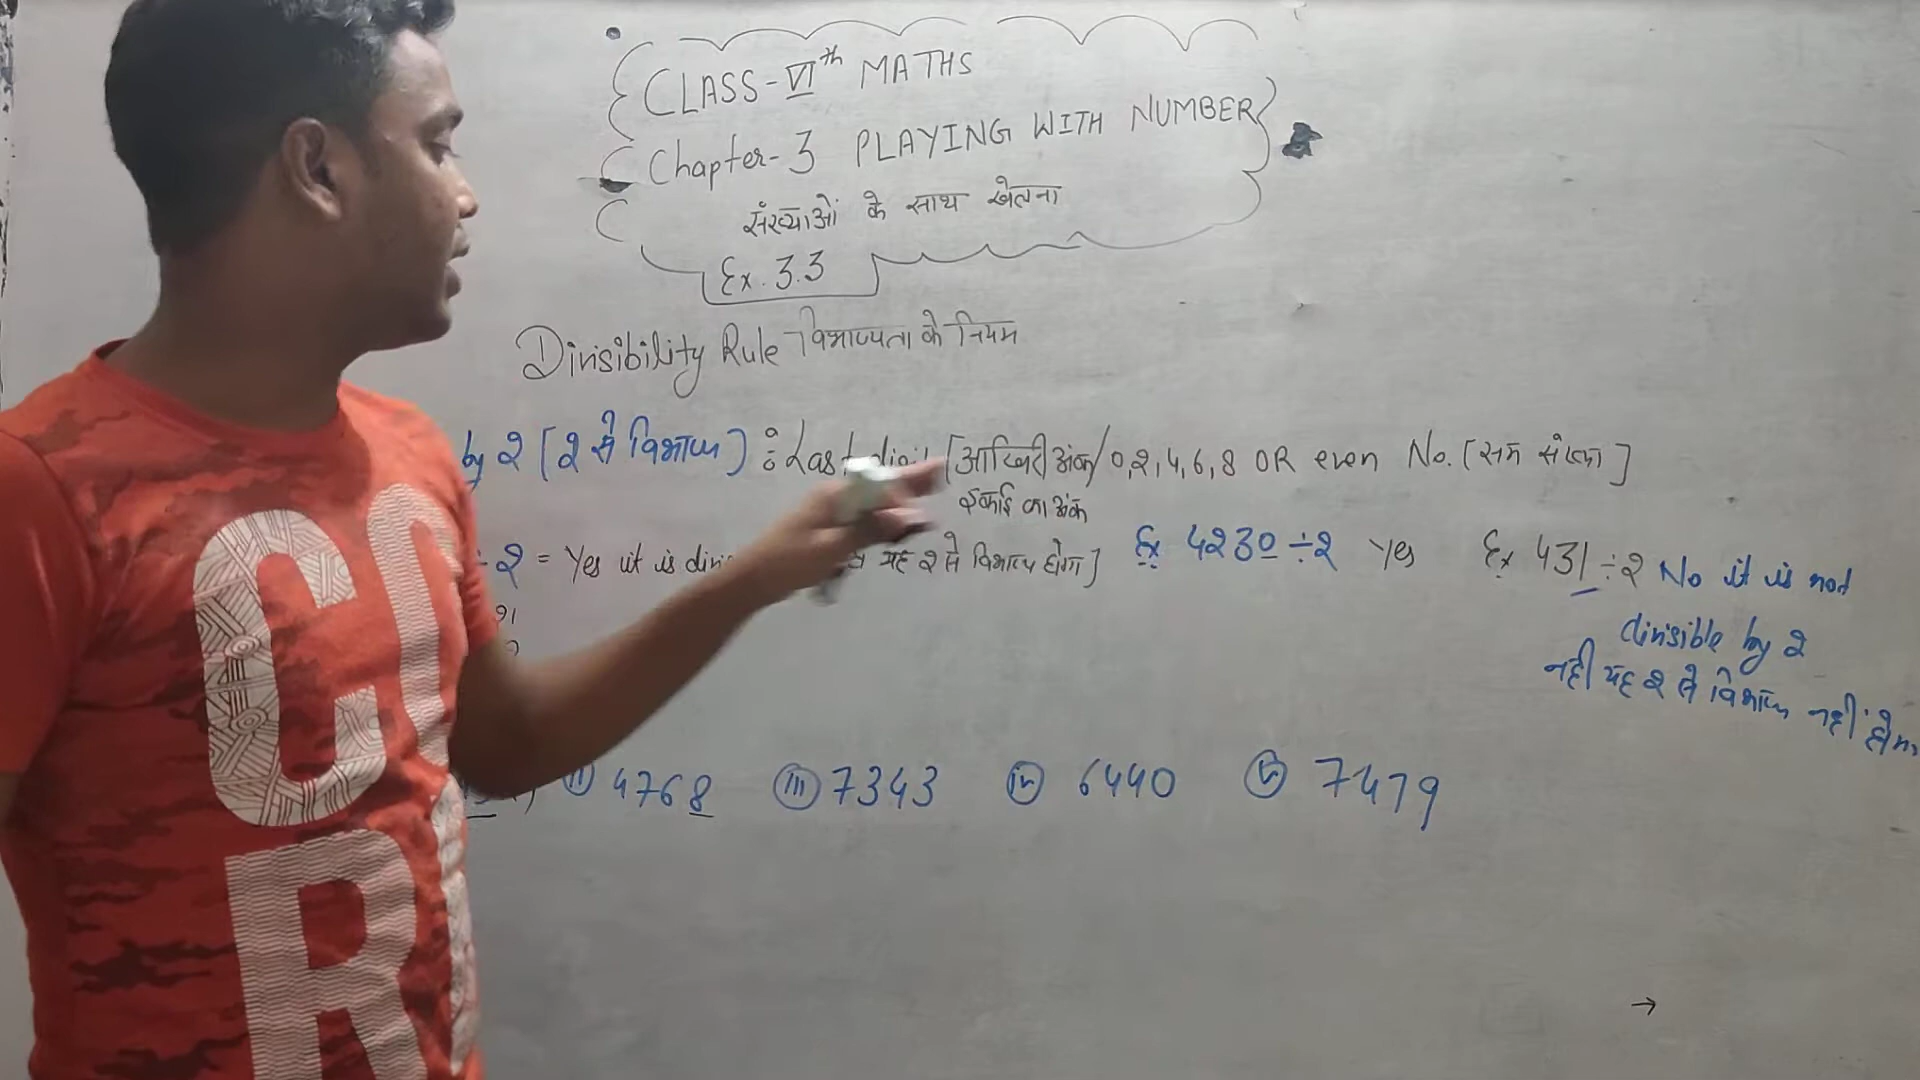 CLASS-VIth MATHS
Chapter-3 PLAYING WITH NUMBER
संख्याओं के साथ खेलना
Ex. 3.3
Divisibility Rule विभाज्यता के नियम
by 2 [2 से विभाज्य] : Last digit [आखिरी अंक/ 0,2,4,6,8 OR even No. [सम संख्या]
इकाई का अंक
÷ 2 = Yes it is यह 2 से विभाज्य होगा] Ex 4230 ÷2 Yes Ex 431 ÷2 No it is not
divisible by 2
नहीं यह 2 से विभाज्य नहीं होगा
(ii) 4768 (iii) 7343 (iv) 6440 (v) 7479
→
CO
R